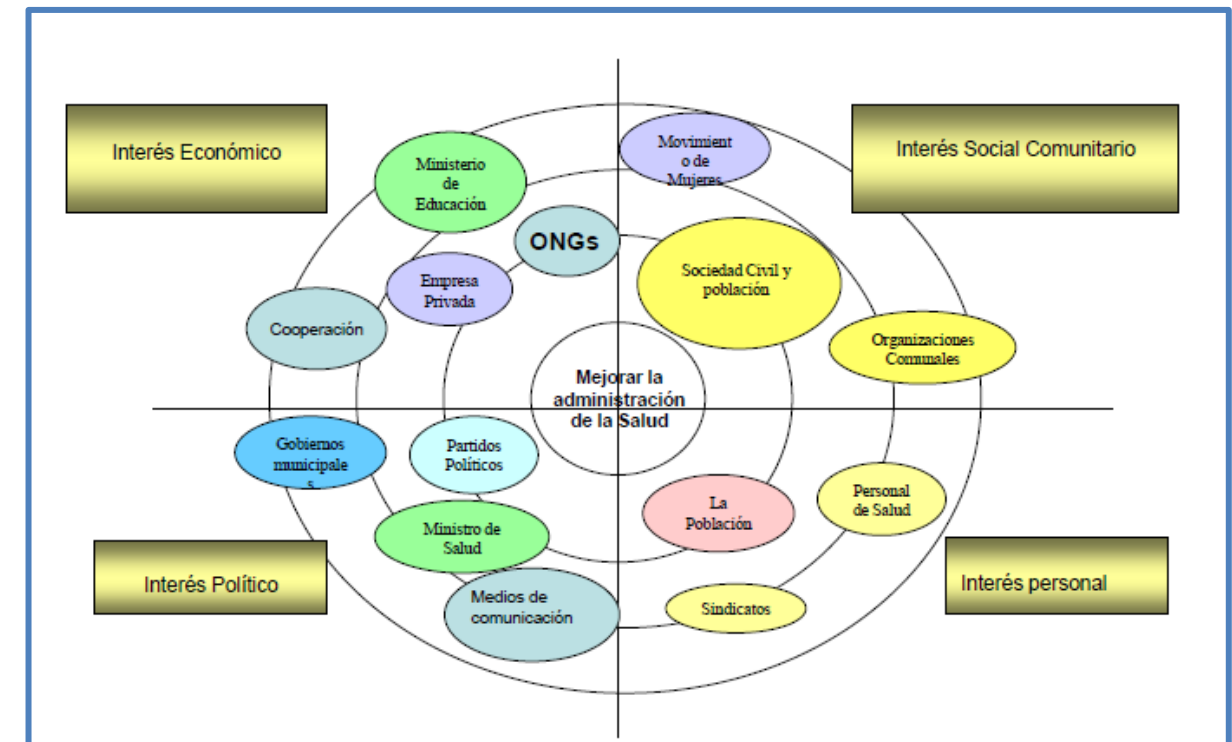 Interés Económico
Interés Social Comunitario
Ministerio
de
Educación
Movimient
o de
Mujeres
ONGs
Empresa
Privada
Sociedad Civil y
población
Cooperación
Organizaciones
Comunales
Mejorar la
administración
de la Salud
Gobiernos
municipale
s
Partidos
Políticos
Ministro de
Salud
Medios de
comunicación
La
Población
Personal
de Salud
Sindicatos
Interés Político
Interés personal